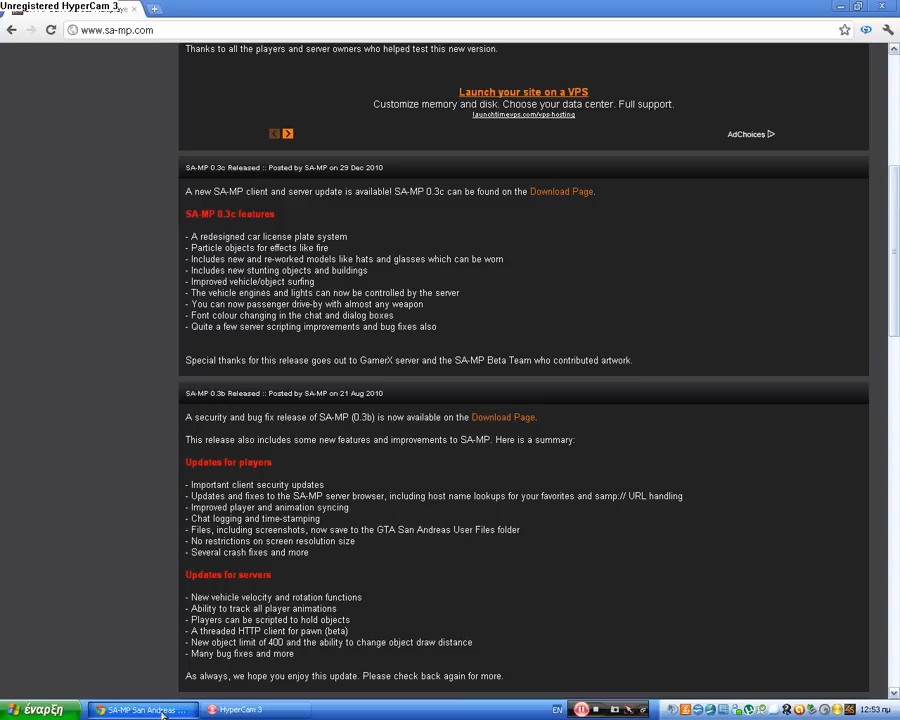 Unregistered HyperCam 3
www.sa-mp.com
Thanks to all the players and server owners who helped test this new version.
Launch your site on a VPS
Customize memory and disk. Choose your data center. Full support.
launchtimevps.com/vps-hosting
AdChoices
SA-MP 0.3c Released :: Posted by SA-MP on 29 Dec 2010
A new SA-MP client and server update is available! SA-MP 0.3c can be found on the Download Page.
SA-MP 0.3c features
- A redesigned car license plate system
- Particle objects for effects like fire
- Includes new and re-worked models like hats and glasses which can be worn
- Includes new stunting objects and buildings
- Improved vehicle/object surfing
- The vehicle engines and lights can now be controlled by the server
- You can now passenger drive-by with almost any weapon
- Font colour changing in the chat and dialog boxes
- Quite a few server scripting improvements and bug fixes also
Special thanks for this release goes out to GamerX server and the SA-MP Beta Team who contributed artwork.
SA-MP 0.3b Released :: Posted by SA-MP on 21 Aug 2010
A security and bug fix release of SA-MP (0.3b) is now available on the Download Page.
This release also includes some new features and improvements to SA-MP. Here is a summary:
Updates for players
- Important client security updates
- Updates and fixes to the SA-MP server browser, including host name lookups for your favorites and samp:// URL handling
- Improved player and animation syncing
- Chat logging and time-stamping
- Files, including screenshots, now save to the GTA San Andreas User Files folder
- No restrictions on screen resolution size
- Several crash fixes and more
Updates for servers
- New vehicle velocity and rotation functions
- Ability to track all player animations
- Players can be scripted to hold objects
- A threaded HTTP client for pawn (beta)
- New object limit of 400 and the ability to change object draw distance
- Many bug fixes and more
As always, we hope you enjoy this update. Please check back again for more.
έναρξη
SA-MP San Andreas ...
HyperCam 3
EN
12:53 πμ